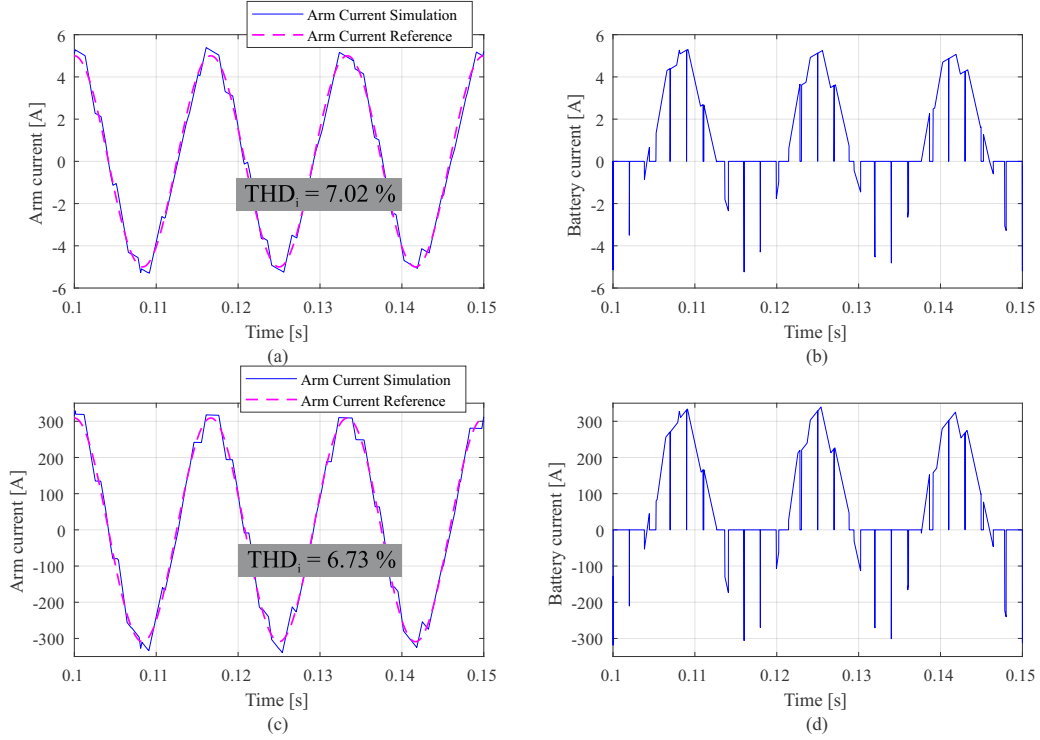 Arm Current Simulation
Arm Current Reference
6
4
2
0
-2
-4
-6
Arm current [A]
THDi = 7.02 %
0.1 0.11 0.12 0.13 0.14 0.15
Time [s]
(a)
6
4
2
0
-2
-4
-6
Battery current [A]
0.1 0.11 0.12 0.13 0.14 0.15
Time [s]
(b)
Arm Current Simulation
Arm Current Reference
300
200
100
0
-100
-200
-300
Arm current [A]
THDi = 6.73 %
0.1 0.11 0.12 0.13 0.14 0.15
Time [s]
(c)
300
200
100
0
-100
-200
-300
Battery current [A]
0.1 0.11 0.12 0.13 0.14 0.15
Time [s]
(d)